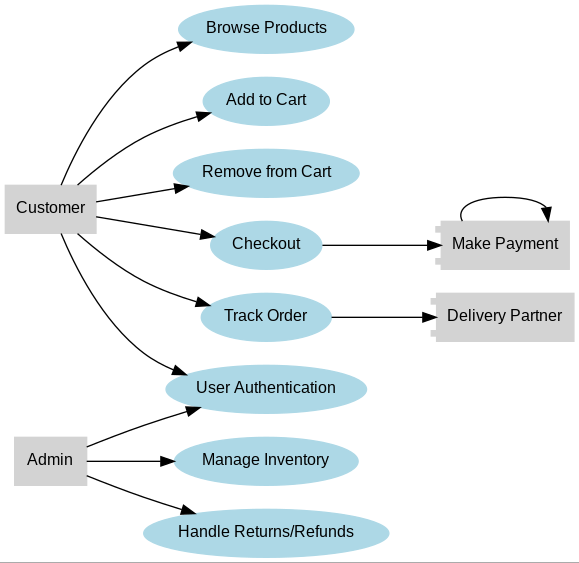 Browse Products
Add to Cart
Remove from Cart
Customer
Checkout
Make Payment
Track Order
Delivery Partner
User Authentication
Admin
Manage Inventory
Handle Returns/Refunds